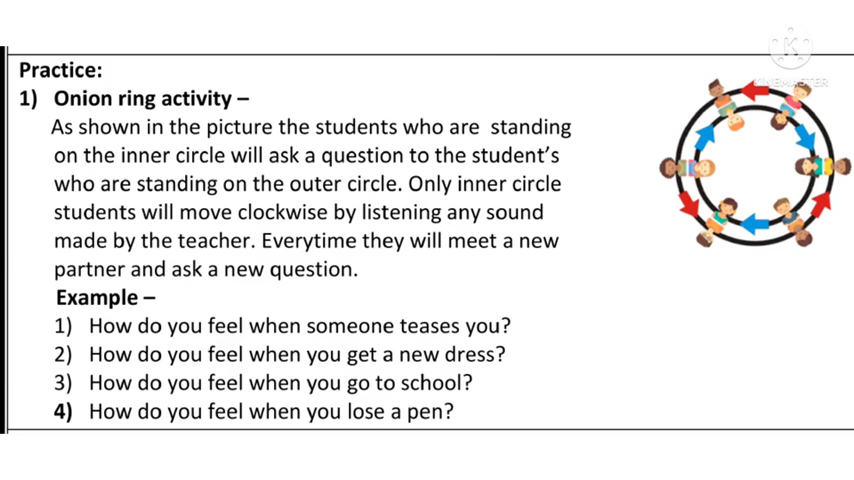 KINEMASTER
Practice:
1) Onion ring activity –
As shown in the picture the students who are standing
on the inner circle will ask a question to the student's
who are standing on the outer circle. Only inner circle
students will move clockwise by listening any sound
made by the teacher. Everytime they will meet a new
partner and ask a new question.
Example –
1) How do you feel when someone teases you?
2) How do you feel when you get a new dress?
3) How do you feel when you go to school?
4) How do you feel when you lose a pen?